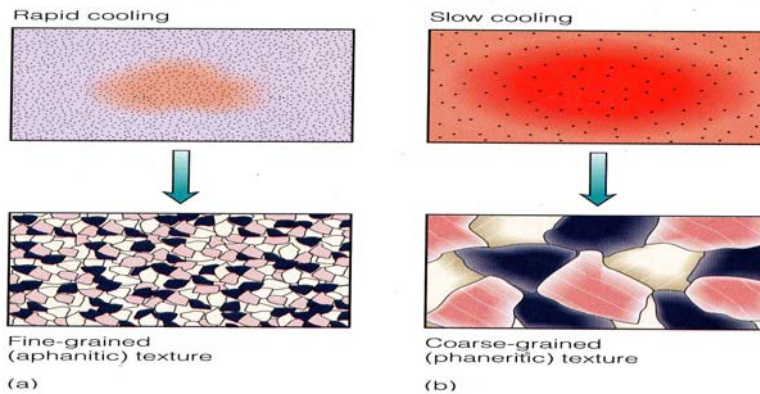 Rapid cooling
Fine-grained
(aphanitic) texture
(a)
Slow cooling
Coarse-grained
(phaneritic) texture
(b)